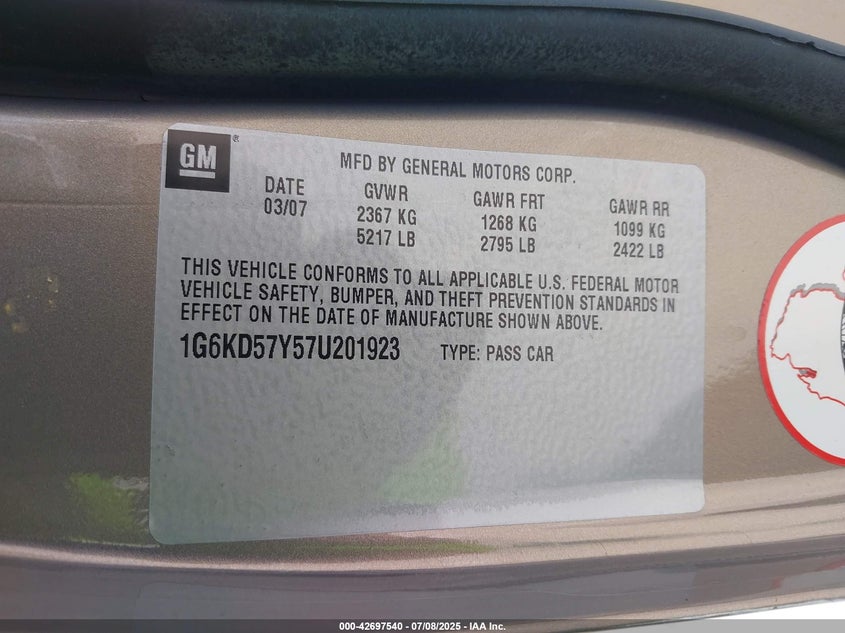 GM ®
MFD BY GENERAL MOTORS CORP.
DATE GVWR GAWR FRT GAWR RR
03/07 2367 KG 1268 KG 1099 KG
5217 LB 2795 LB 2422 LB
THIS VEHICLE CONFORMS TO ALL APPLICABLE U.S. FEDERAL MOTOR
VEHICLE SAFETY, BUMPER, AND THEFT PREVENTION STANDARDS IN
EFFECT ON THE DATE OF MANUFACTURE SHOWN ABOVE.
1G6KD57Y57U201923 TYPE: PASS CAR
000-42697540 - 07/08/2025 - IAA Inc.